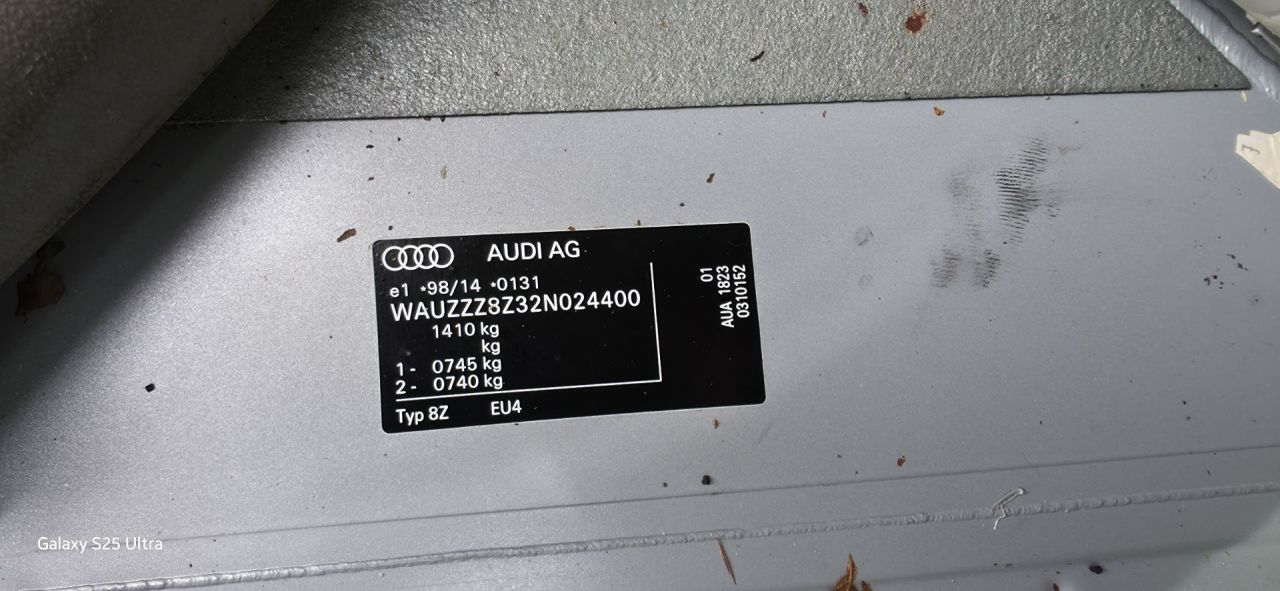 AUDI AG
e1 *98/14 *0131
WAUZZZ8Z32N024400
1410 kg
kg
1- 0745 kg
2- 0740 kg
Typ 8Z EU4
01
AUA 1823
0310152
7
Galaxy S25 Ultra